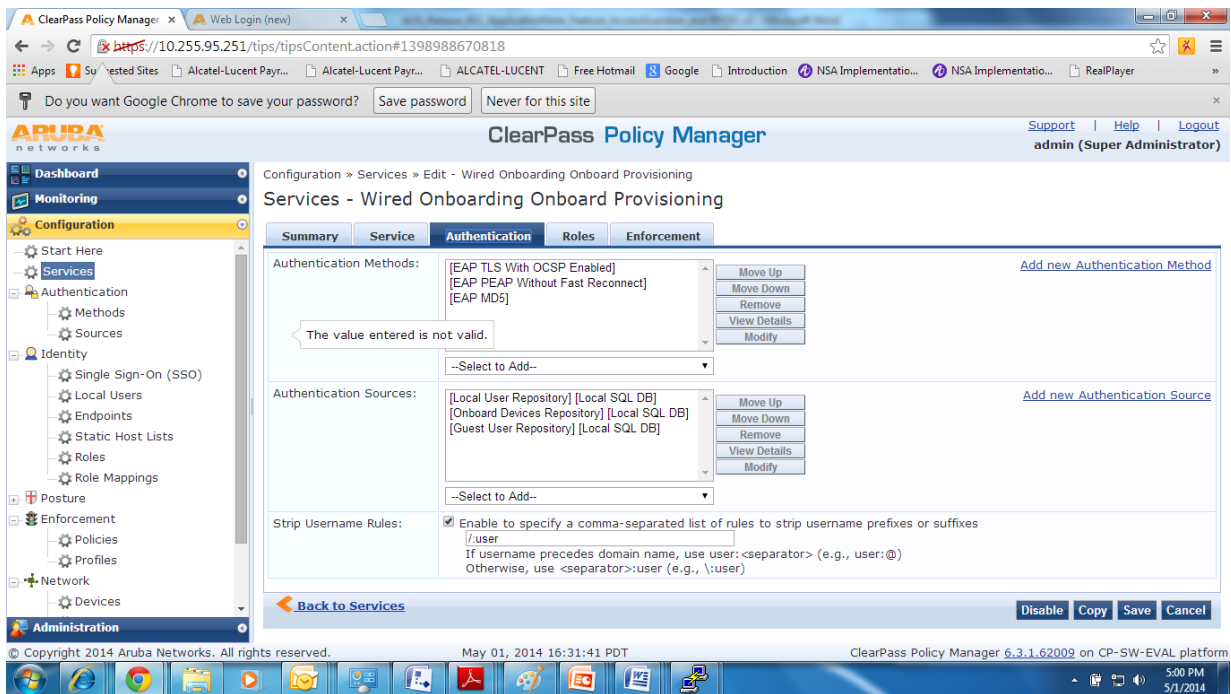 ClearPass Policy Manager
Web Login (new)
https://10.255.95.251/tips/tipsContent.action#1398988670818
Apps
Alcatel-Lucent Payr...
Alcatel-Lucent Payr...
ALCATEL-LUCENT
Free Hotmail
Google
Introduction
NSA Implementatio...
NSA Implementatio...
RealPlayer
»
Do you want Google Chrome to save your password?
Save password
Never for this site
ARUBA
networks
ClearPass Policy Manager
Support | Help | Logout
admin (Super Administrator)
Dashboard
Monitoring
Configuration
Start Here
Services
Authentication
Methods
Sources
Identity
Single Sign-On (SSO)
Local Users
Endpoints
Static Host Lists
Roles
Role Mappings
Posture
Enforcement
Policies
Profiles
Network
Devices
Administration
Configuration » Services » Edit - Wired Onboarding Onboard Provisioning
Services - Wired Onboarding Onboard Provisioning
Summary
Service
Authentication
Roles
Enforcement
Authentication Methods:
[EAP TLS With OCSP Enabled]
[EAP PEAP Without Fast Reconnect]
[EAP MD5]
The value entered is not valid.
Move Up
Move Down
Remove
View Details
Modify
Add new Authentication Method
--Select to Add--
Authentication Sources:
[Local User Repository] [Local SQL DB]
[Onboard Devices Repository] [Local SQL DB]
[Guest User Repository] [Local SQL DB]
Move Up
Move Down
Remove
View Details
Modify
Add new Authentication Source
--Select to Add--
Strip Username Rules:
Enable to specify a comma-separated list of rules to strip username prefixes or suffixes
/:user
If username precedes domain name, use user:<separator> (e.g., user:@)
Otherwise, use <separator>:user (e.g., \:user)
Back to Services
Disable
Copy
Save
Cancel
© Copyright 2014 Aruba Networks. All rights reserved.
May 01, 2014 16:31:41 PDT
ClearPass Policy Manager 6.3.1.62009 on CP-SW-EVAL platform
5:00 PM
5/1/2014